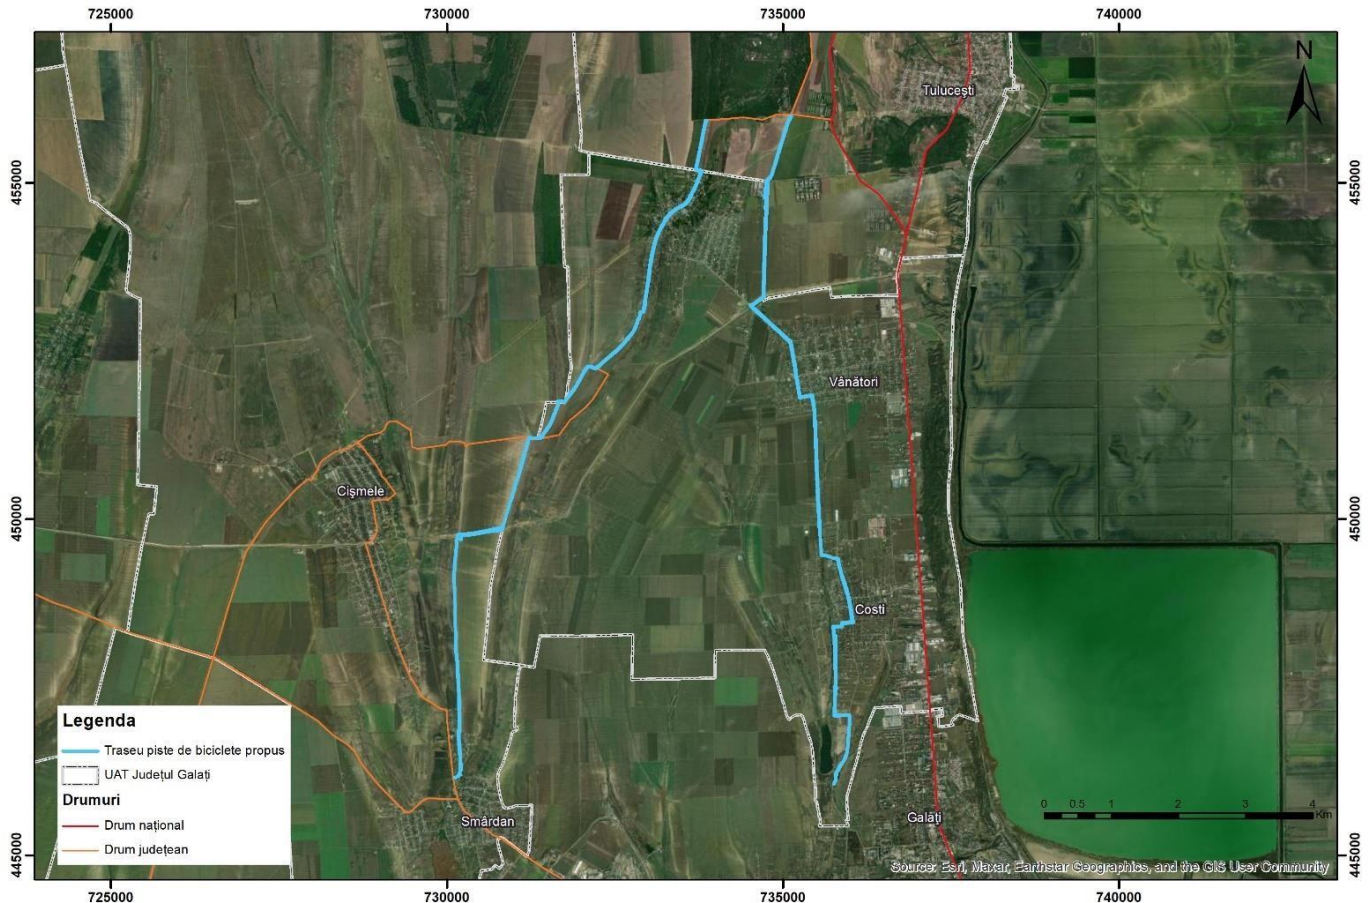 725000 730000 735000 740000
N
Tulucești
455000 455000
Vânători
Cișmele
450000 450000
Costi
Legenda
Traseu piste de biciclete propus
UAT Județul Galați
Drumuri
Drum național
Drum județean
Smârdan
Galați
0 0.5 1 2 3 4
Km
445000 445000
Source: Esri, Maxar, Earthstar Geographics, and the GIS User Community
725000 730000 735000 740000